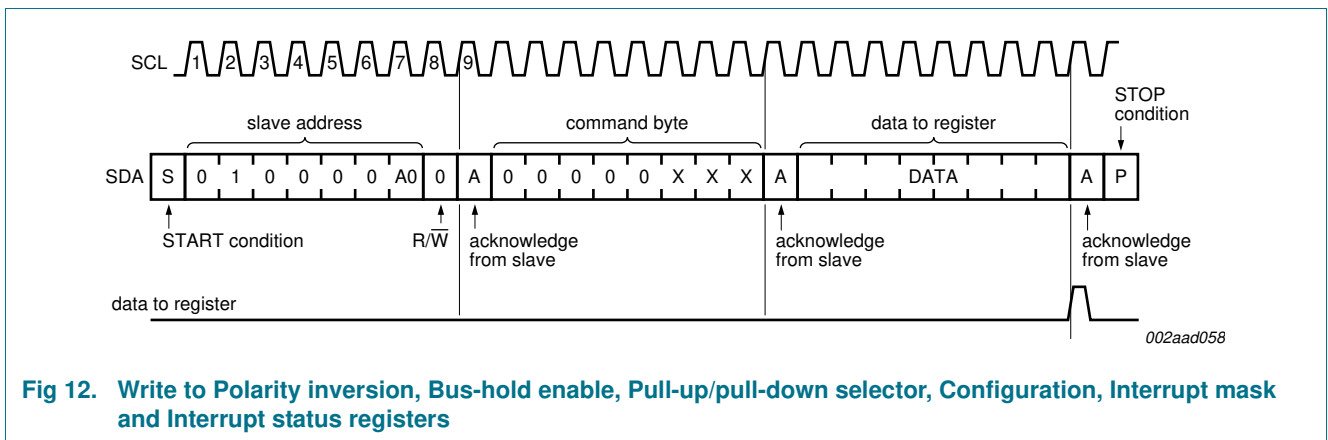 SCL 1 2 3 4 5 6 7 8 9
STOP
condition
slave address command byte data to register
SDA S 0 1 0 0 0 0 A0 0 A 0 0 0 0 0 X X X A DATA A P
START condition R/W̅ acknowledge
from slave
acknowledge
from slave
acknowledge
from slave
data to register
002aad058
Fig 12. Write to Polarity inversion, Bus-hold enable, Pull-up/pull-down selector, Configuration, Interrupt mask
and Interrupt status registers